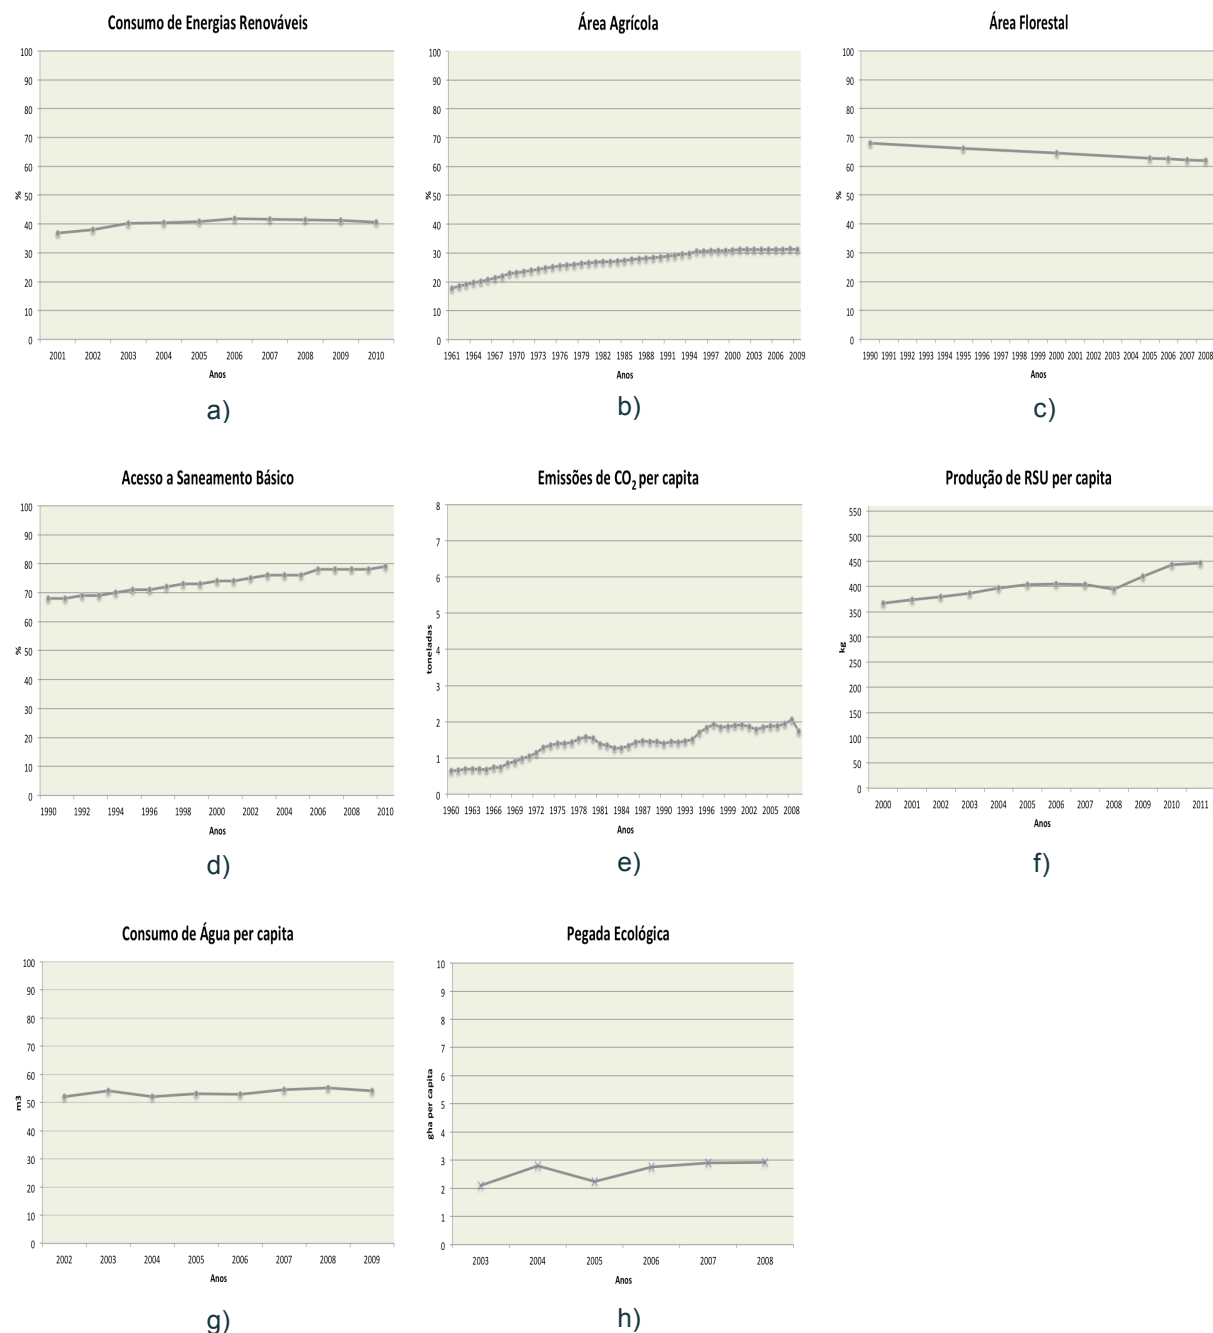 Consumo de Energias Renováveis
100
90
80
70
60
50
40
30
20
10
0
%
2001 2002 2003 2004 2005 2006 2007 2008 2009 2010
Anos
a)
Área Agrícola
100
90
80
70
60
50
40
30
20
10
0
%
1961 1964 1967 1970 1973 1976 1979 1982 1985 1988 1991 1994 1997 2000 2003 2006 2009
Anos
b)
Área Florestal
100
90
80
70
60
50
40
30
20
10
0
%
1990 1991 1992 1993 1994 1995 1996 1997 1998 1999 2000 2001 2002 2003 2004 2005 2006 2007 2008
Anos
c)
Acesso a Saneamento Básico
100
90
80
70
60
50
40
30
20
10
0
%
1990 1992 1994 1996 1998 2000 2002 2004 2006 2008 2010
Anos
d)
Emissões de CO₂ per capita
8
7
6
5
4
3
2
1
0
toneladas
1960 1963 1966 1969 1972 1975 1978 1981 1984 1987 1990 1993 1996 1999 2002 2005 2008
Anos
e)
Produção de RSU per capita
550
500
450
400
350
300
250
200
150
100
50
0
kg
2000 2001 2002 2003 2004 2005 2006 2007 2008 2009 2010 2011
Anos
f)
Consumo de Água per capita
100
90
80
70
60
50
40
30
20
10
0
m3
2002 2003 2004 2005 2006 2007 2008 2009
Anos
g)
Pegada Ecológica
10
9
8
7
6
5
4
3
2
1
0
gha per capita
2003 2004 2005 2006 2007 2008
Anos
h)